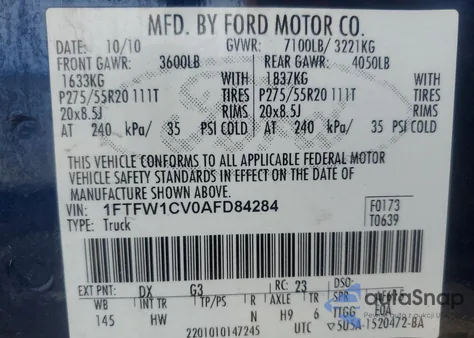 MFD. BY FORD MOTOR CO.
DATE: 10/10 GVWR: 7100LB/ 3221KG
FRONT GAWR: 3600LB REAR GAWR: 4050LB
1633KG WITH 1837KG WITH
P275/55R20 111T TIRES P275/55R20 111T TIRES
20x8.5J RIMS 20x8.5J RIMS
AT 240 kPa/ 35 PSI COLD AT 240 kPa/ 35 PSI COLD
THIS VEHICLE CONFORMS TO ALL APPLICABLE FEDERAL MOTOR
VEHICLE SAFETY STANDARDS IN EFFECT ON THE DATE OF
MANUFACTURE SHOWN ABOVE.
VIN: 1FTFW1CV0AFD84284 F0173
TYPE: Truck T0639
EXT PNT: DX G3 RC: 23 DSO:
WB INT TR TP/PS R AXLE TR SPR
145 HW N H9 6 TTGG E0A
2201010147245 UTC 5U5A-1520472-BA
autoSnap